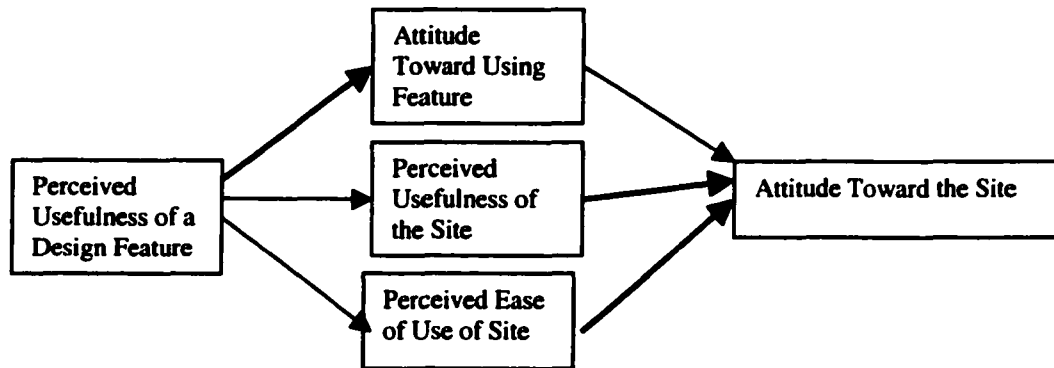 Perceived
Usefulness of a
Design Feature
Attitude
Toward Using
Feature
Perceived
Usefulness of
the Site
Perceived Ease
of Use of Site
Attitude Toward the Site